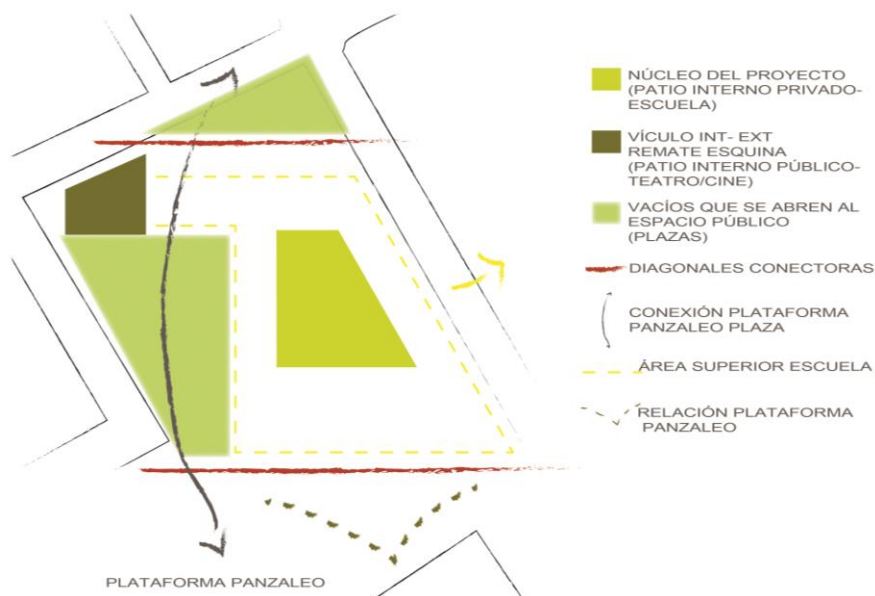 NÚCLEO DEL PROYECTO
(PATIO INTERNO PRIVADO-
ESCUELA)
VÍCULO INT- EXT
REMATE ESQUINA
(PATIO INTERNO PÚBLICO-
TEATRO/CINE)
VACÍOS QUE SE ABREN AL
ESPACIO PÚBLICO
(PLAZAS)
DIAGONALES CONECTORAS
CONEXIÓN PLATAFORMA
PANZALEO PLAZA
ÁREA SUPERIOR ESCUELA
RELACIÓN PLATAFORMA
PANZALEO
PLATAFORMA PANZALEO